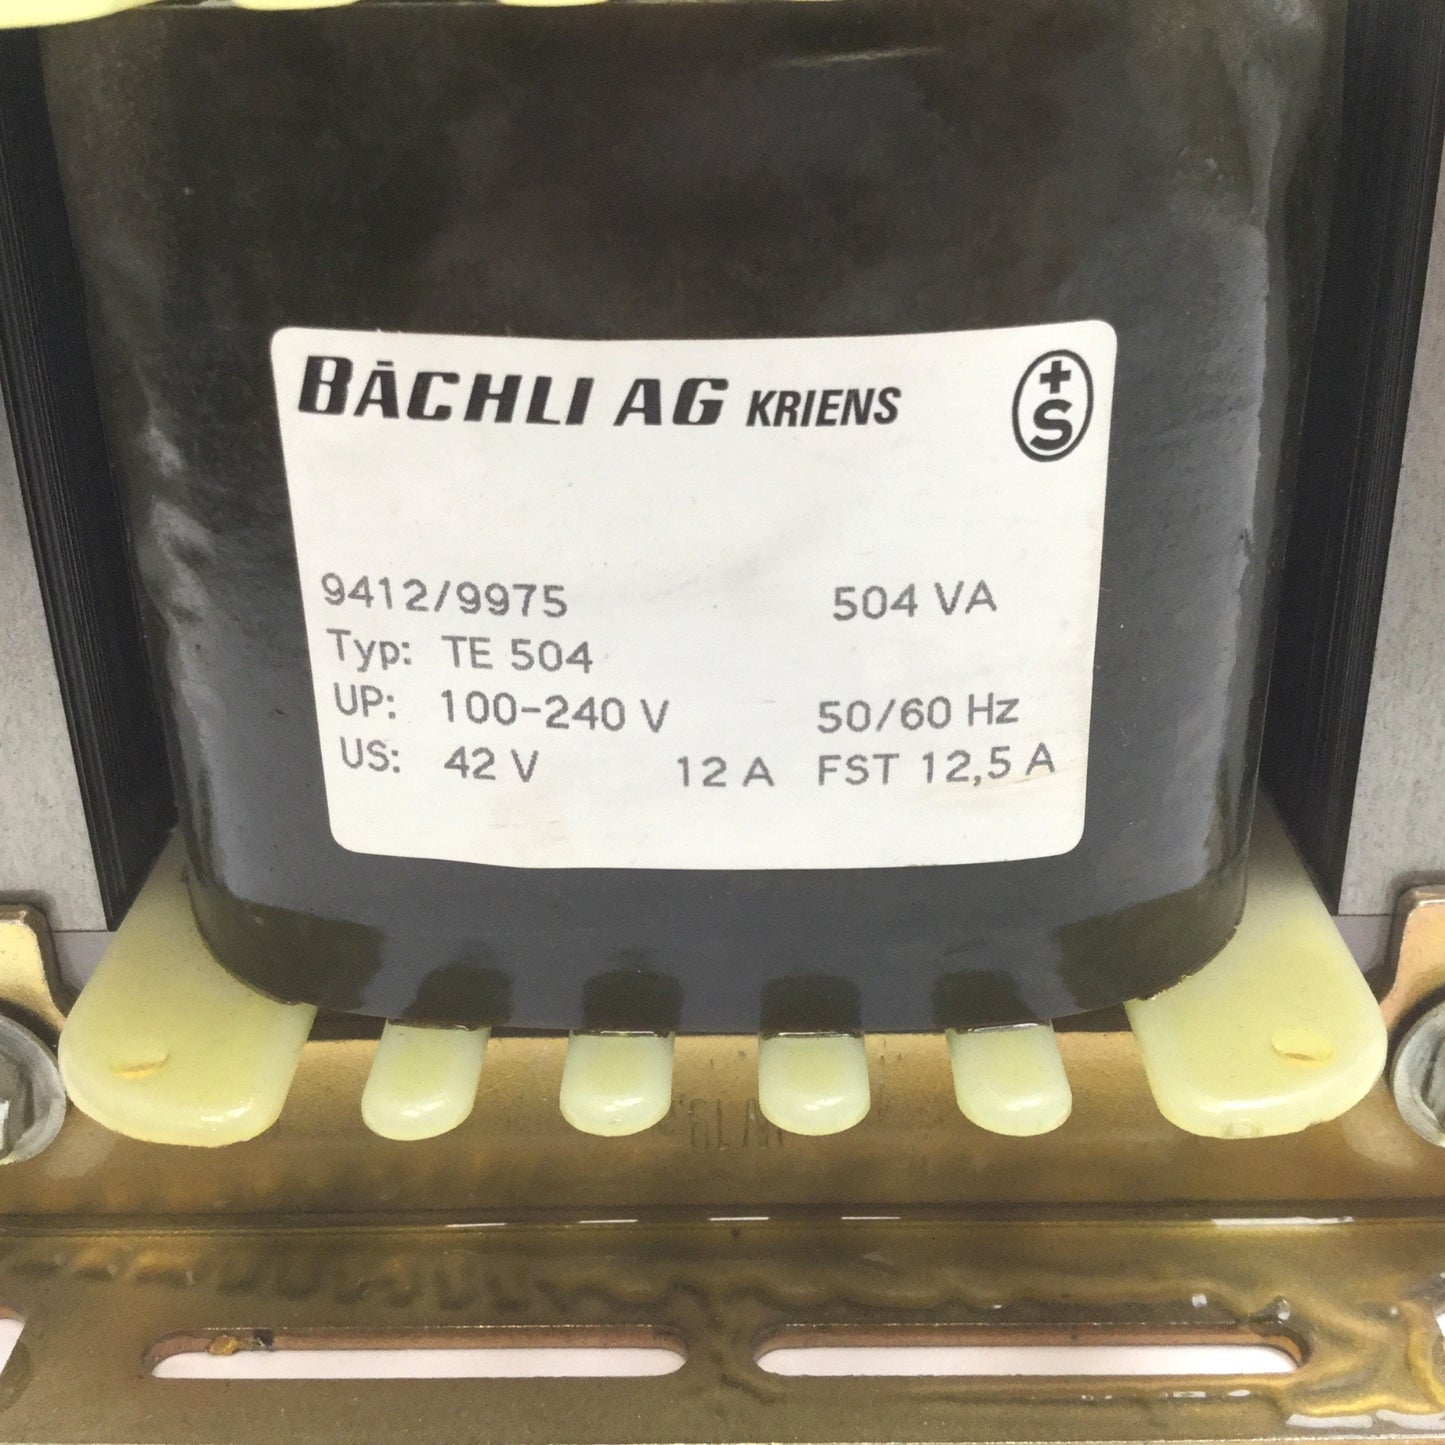 BÄCHLI AG KRIENS
+S
9412/9975 504 VA
Typ: TE 504
UP: 100-240 V 50/60 Hz
US: 42 V 12 A FST 12,5 A